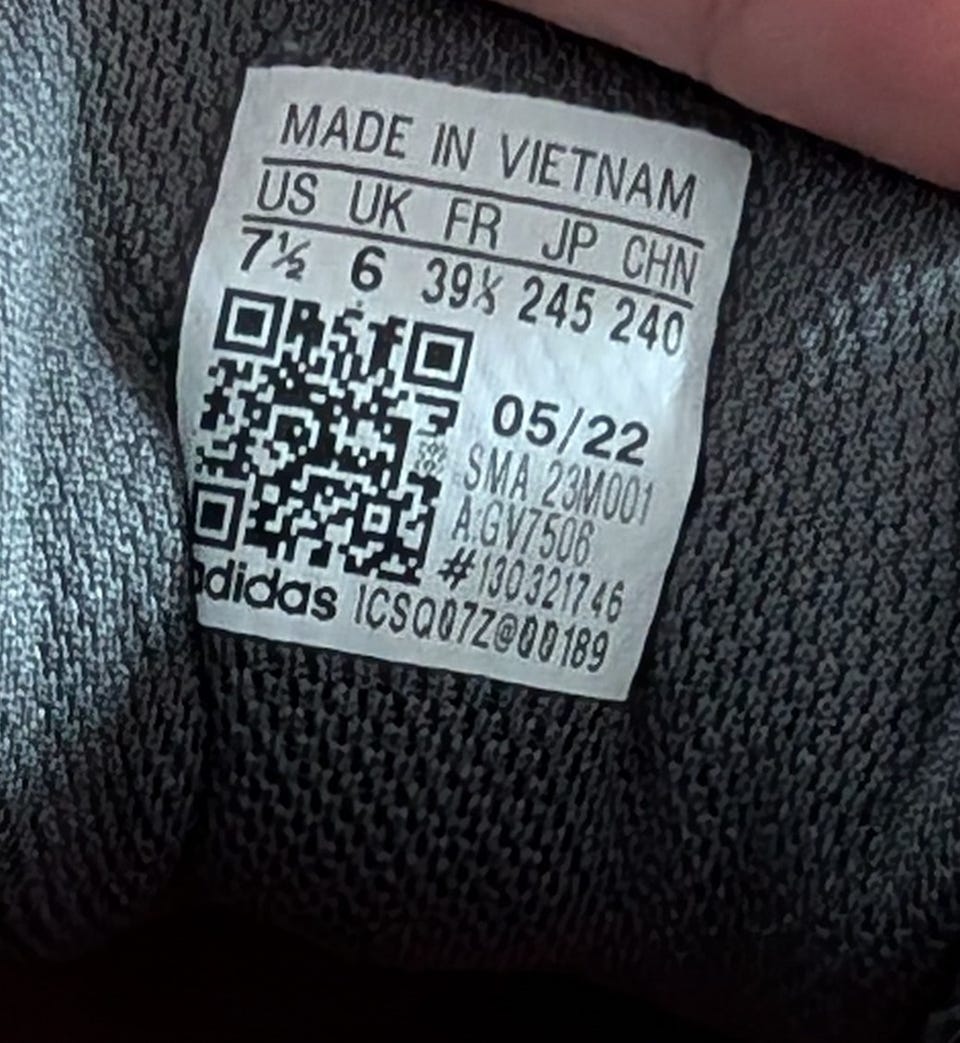 MADE IN VIETNAM
US UK FR JP CHN
7½ 6 39⅓ 245 240
05/22
SMA 23M001
A:GV7506
#130321746
adidas 1CSQ07Z@00189